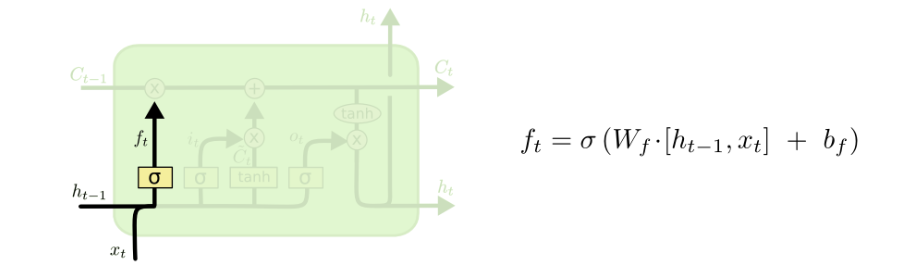 h_t
C_{t-1}
C_t
×
+
tanh
f_t
i_t
×
o_t
×
C̃_t
σ
σ
tanh
σ
h_{t-1}
h_t
x_t
f_t = σ (W_f · [h_{t-1}, x_t] + b_f)